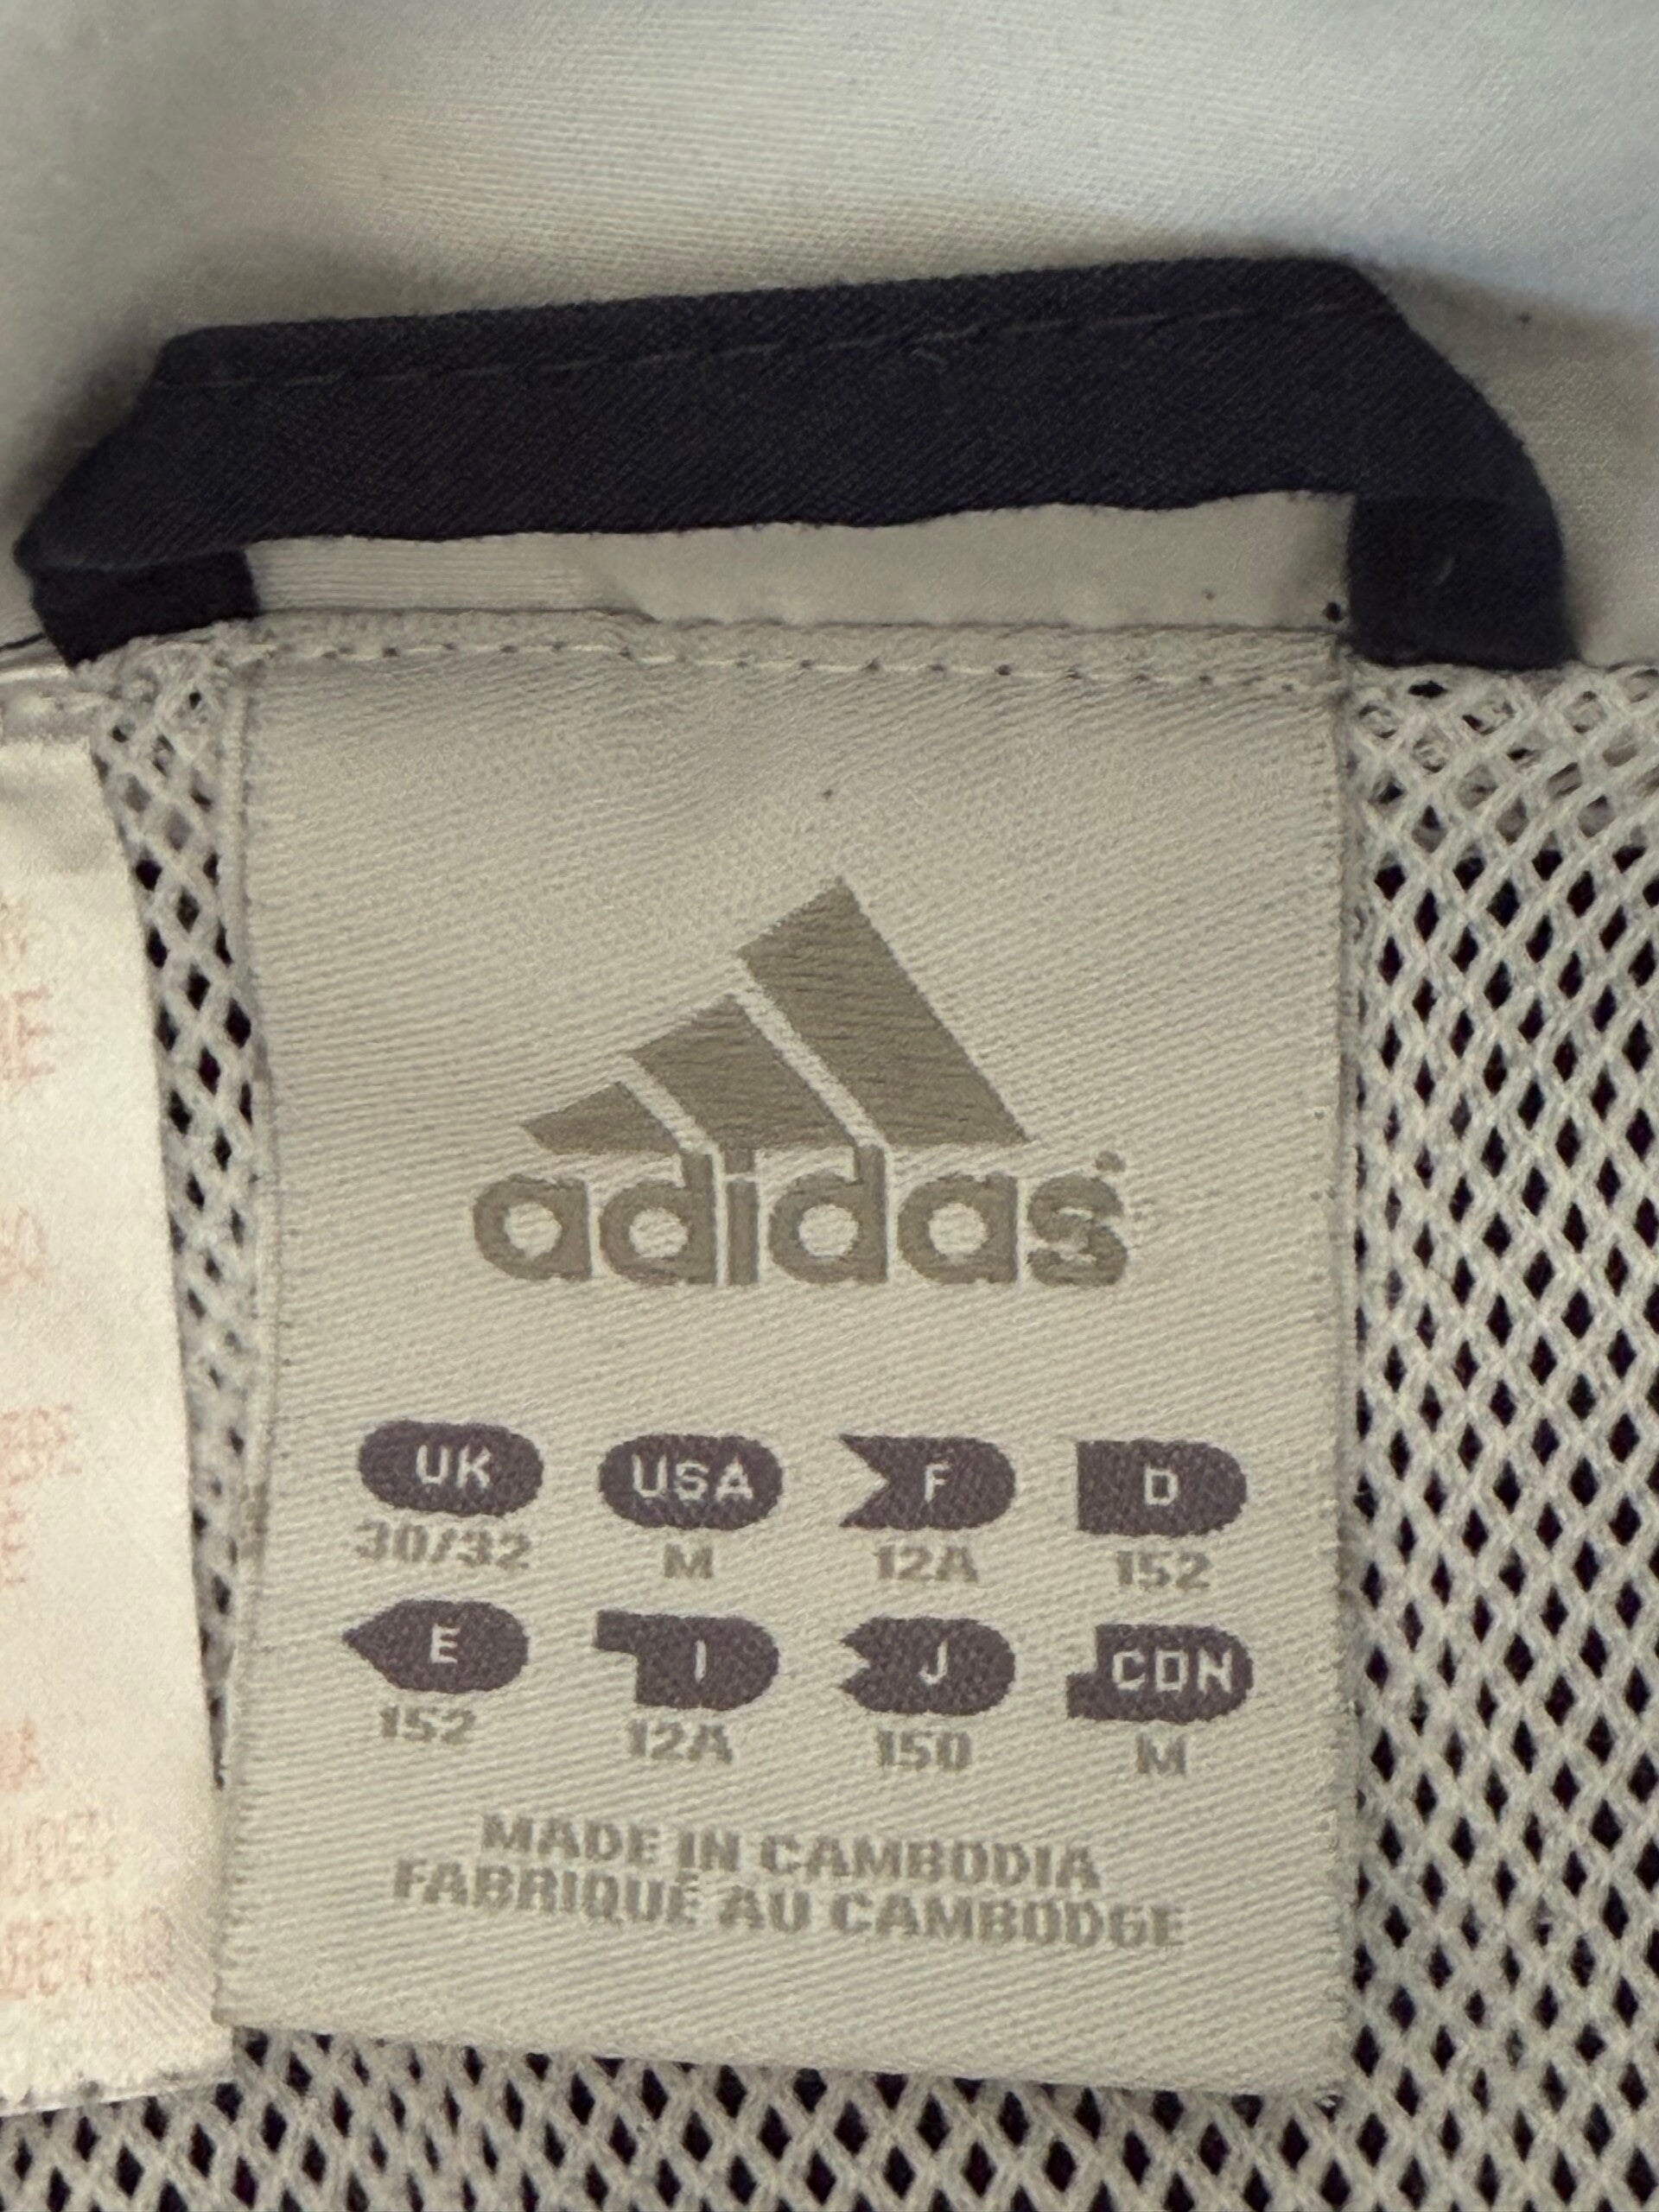 adidas
UK USA F D
30/32 M 12A 152
E I J CDN
152 12A 150 M
MADE IN CAMBODIA
FABRIQUÉ AU CAMBODGE